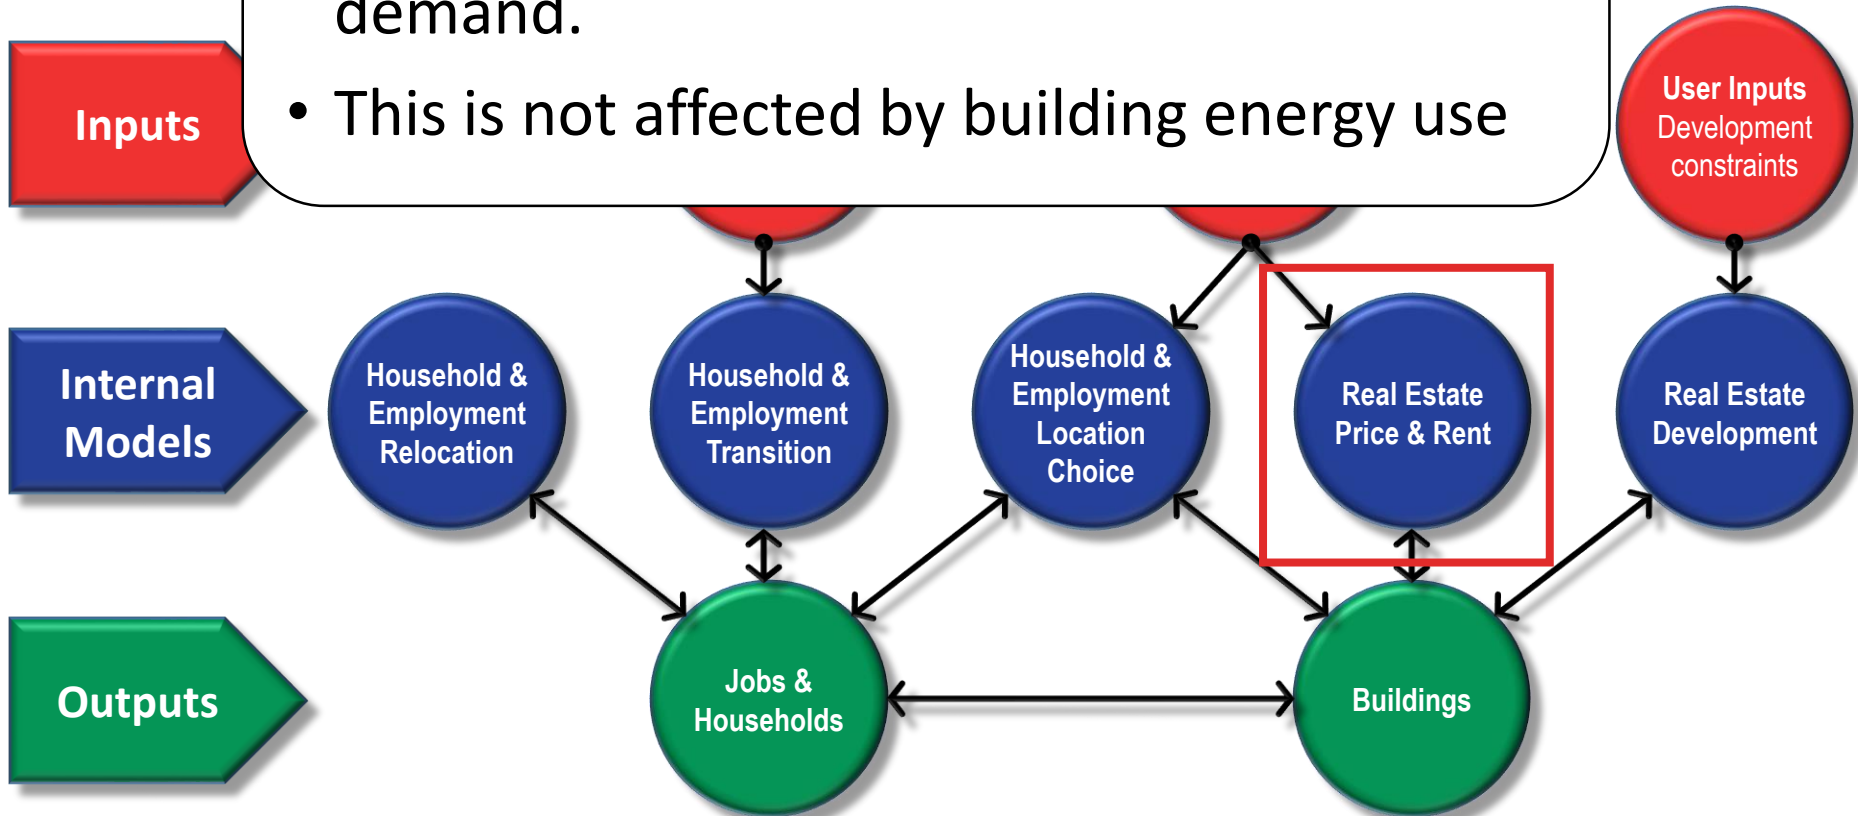 demand.
• This is not affected by building energy use
Inputs
User Inputs
Development
constraints
Internal
Models
Household &
Employment
Relocation
Household &
Employment
Transition
Household &
Employment
Location
Choice
Real Estate
Price & Rent
Real Estate
Development
Outputs
Jobs &
Households
Buildings